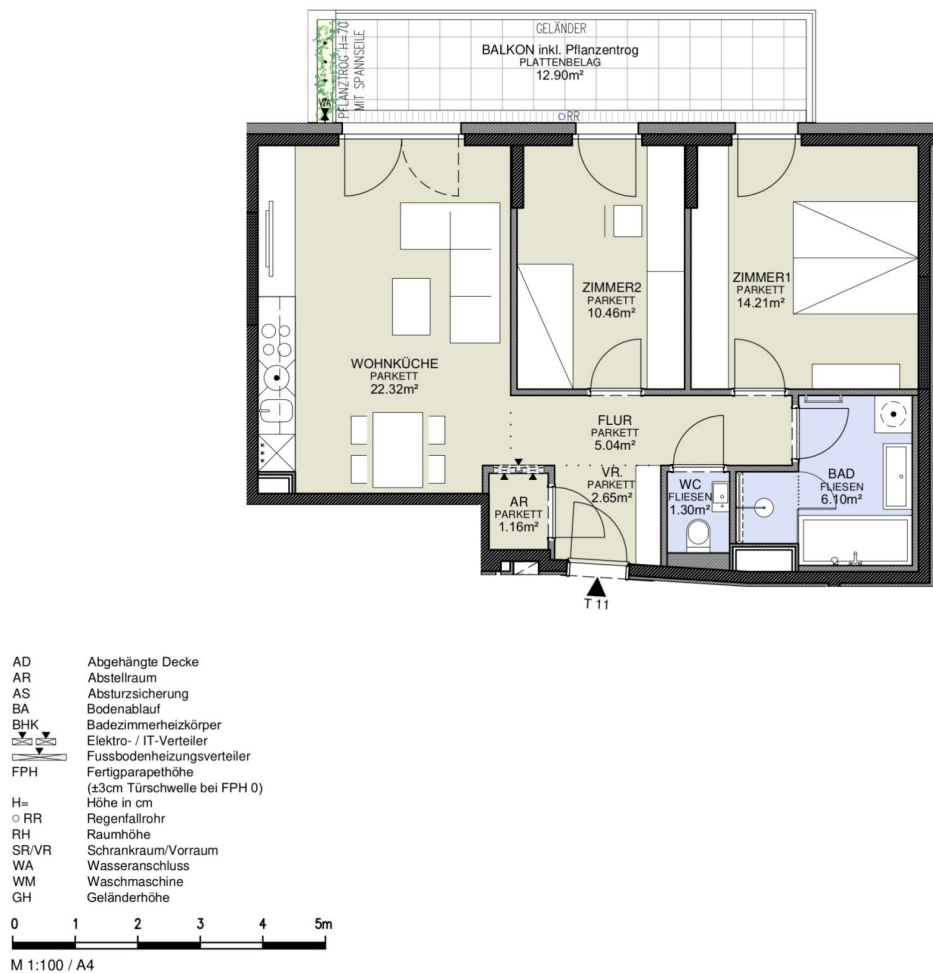 GELÄNDER
BALKON inkl. Pflanzentrog
PLATTENBELAG
12.90m²
PFLANZTROG H=70
MIT SPANNSEILE
RR
ZIMMER2
PARKETT
10.46m²
ZIMMER1
PARKETT
14.21m²
WOHNKÜCHE
PARKETT
22.32m²
FLUR
PARKETT
5.04m²
VR.
PARKETT
2.65m²
AR
PARKETT
1.16m²
WC
FLIESEN
1.30m²
BAD
FLIESEN
6.10m²
T 11
AD Abgehängte Decke
AR Abstellraum
AS Absturzsicherung
BA Bodenablauf
BHK Badezimmerheizkörper
Elektro- / IT-Verteiler
Fussbodenheizungsverteiler
FPH Fertigparapethöhe
(±3cm Türschwelle bei FPH 0)
H= Höhe in cm
RR Regenfallrohr
RH Raumhöhe
SR/VR Schrankraum/Vorraum
WA Wasseranschluss
WM Waschmaschine
GH Geländerhöhe
0 1 2 3 4 5m
M 1:100 / A4